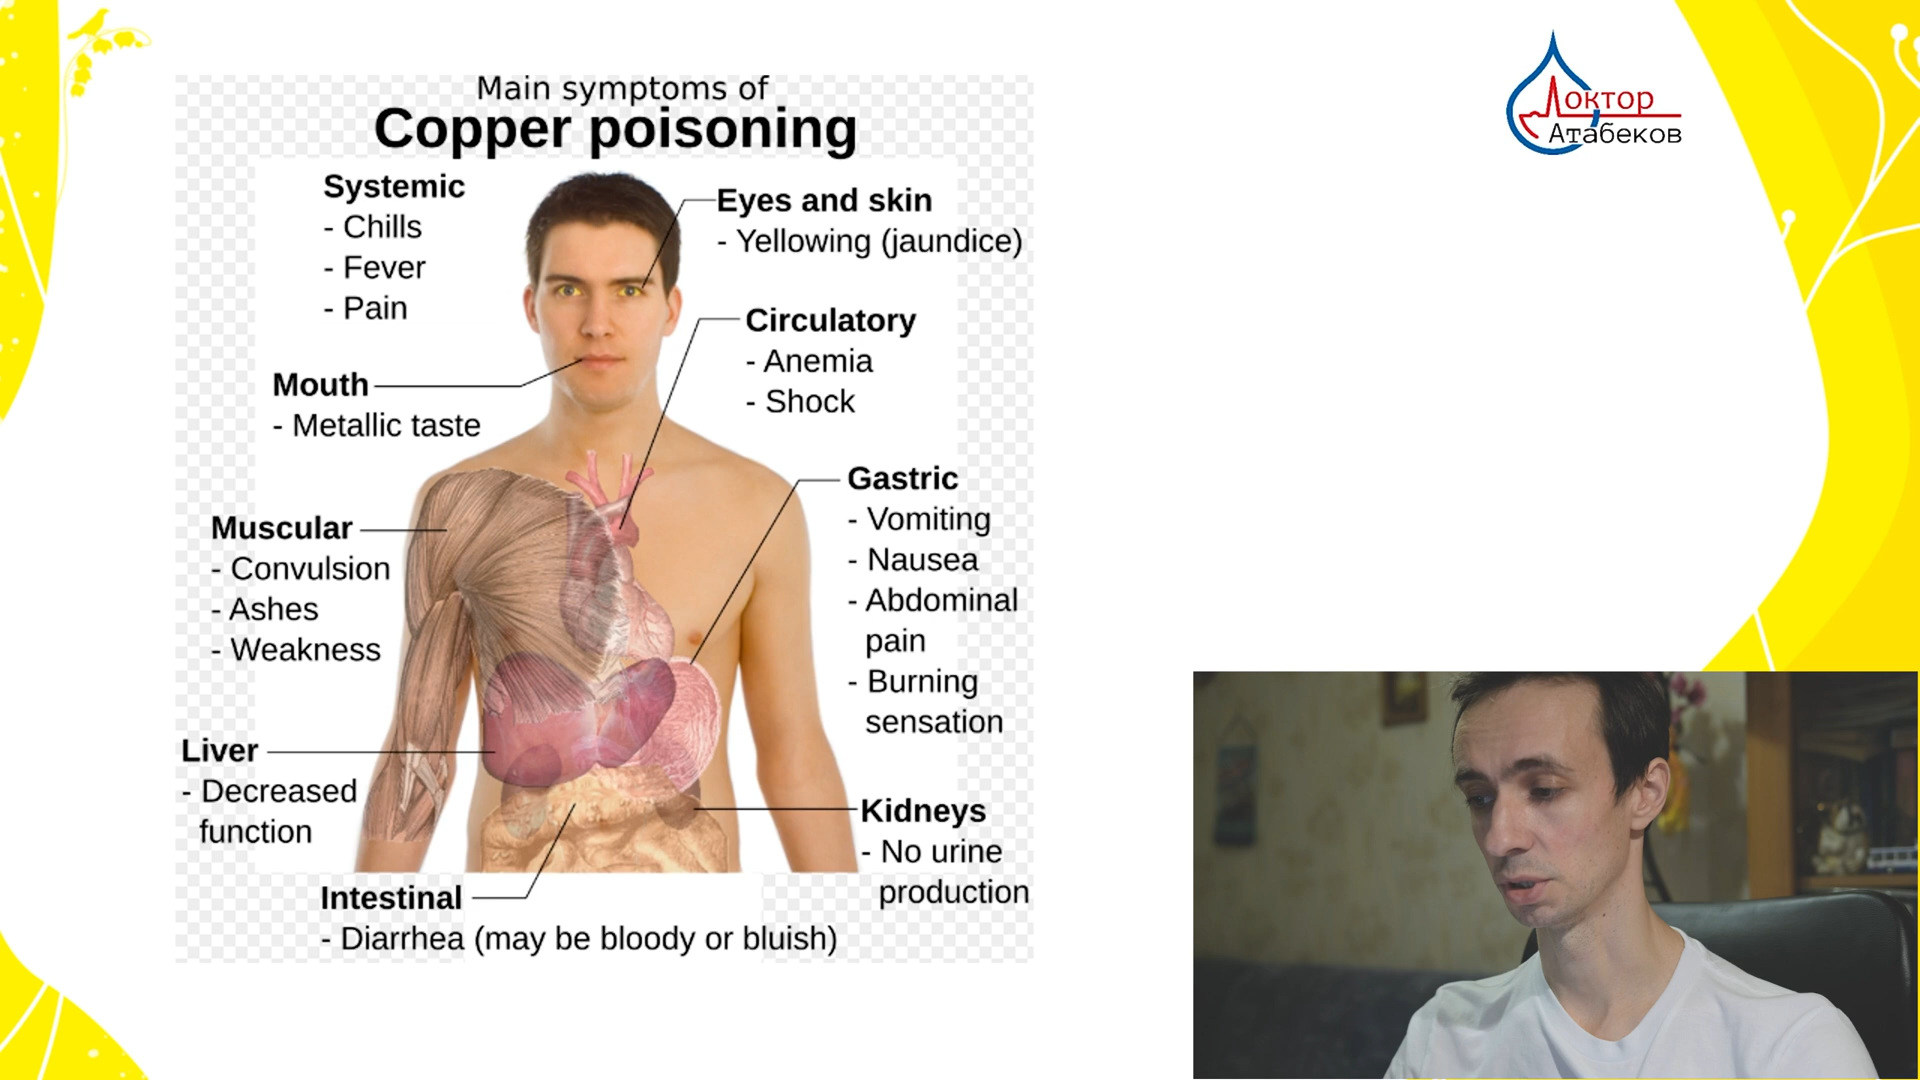 Main symptoms of
Copper poisoning
Systemic
- Chills
- Fever
- Pain
Eyes and skin
- Yellowing (jaundice)
Circulatory
- Anemia
- Shock
Mouth
- Metallic taste
Gastric
- Vomiting
- Nausea
- Abdominal
pain
- Burning
sensation
Muscular
- Convulsion
- Ashes
- Weakness
Liver
- Decreased
function
Kidneys
- No urine
production
Intestinal
- Diarrhea (may be bloody or bluish)
Доктор
Атабеков